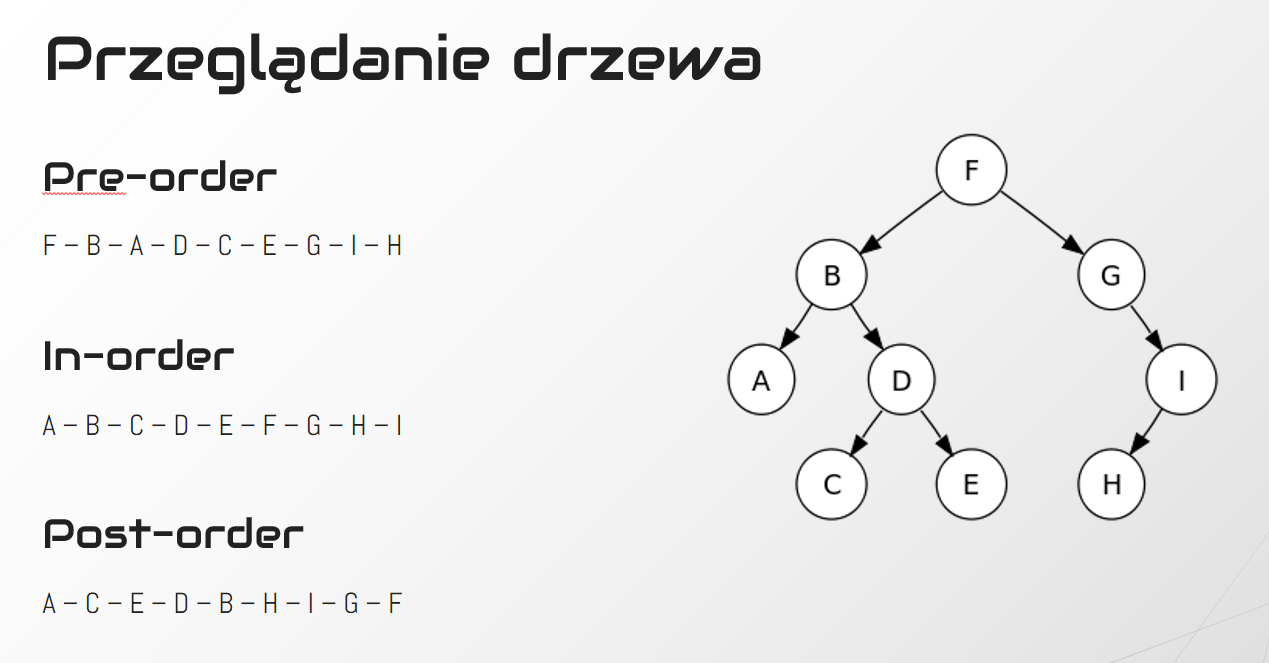 Przeglądanie drzewa
Pre-order
F – B – A – D – C – E – G – I – H
In-order
A – B – C – D – E – F – G – H – I
Post-order
A – C – E – D – B – H – I – G – F
F
B
G
A
D
I
C
E
H